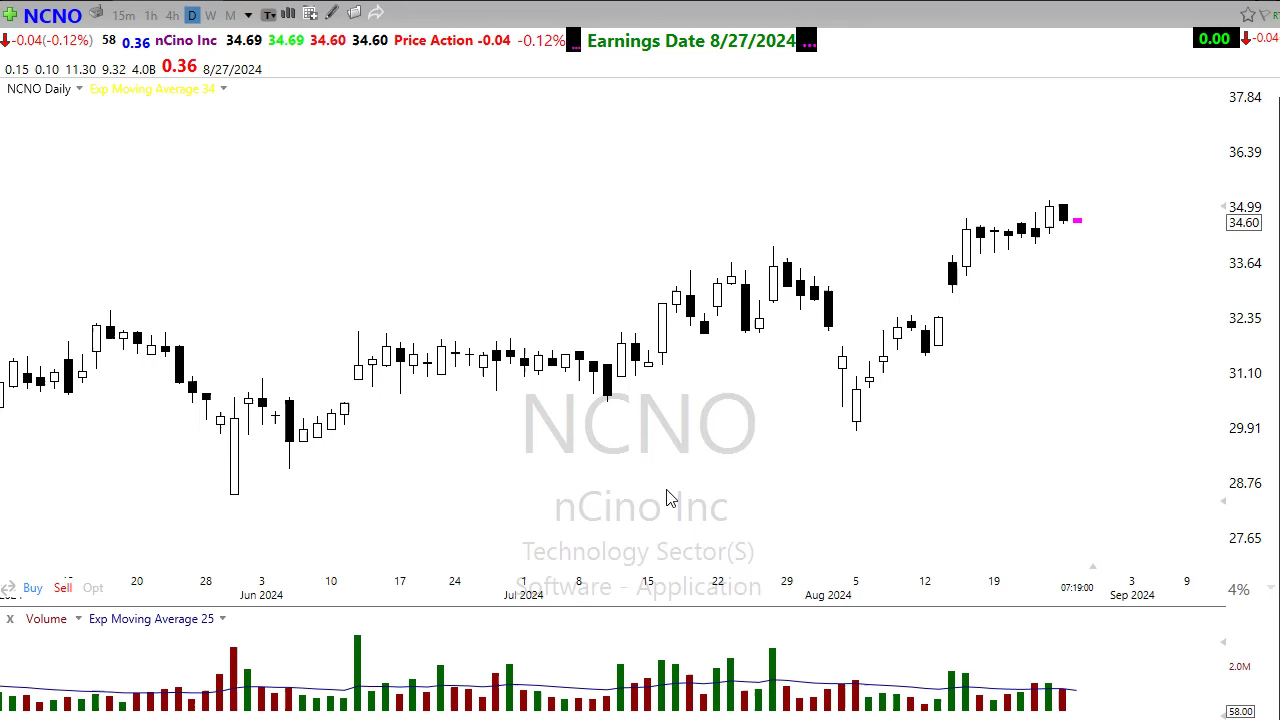 NCNO 15m 1h 4h D W M T
-0.04(-0.12%) 58 0.36 nCino Inc 34.69 34.69 34.60 34.60 Price Action -0.04 -0.12% ... Earnings Date 8/27/2024 ... 0.00 -0.04
0.15 0.10 11.30 9.32 4.0B 0.36 8/27/2024
NCNO Daily Exp Moving Average 34
37.84
36.39
34.99
34.60
33.64
32.35
31.10
29.91
28.76
27.65
NCNO
nCino Inc
Technology Sector(S)
Software - Application
20 28 3 10 17 24 1 8 15 22 29 5 12 19 3 9
Buy Sell Opt 07:19:00 4%
Jun 2024 Jul 2024 Aug 2024 Sep 2024
X Volume Exp Moving Average 25
2.0M
58.00